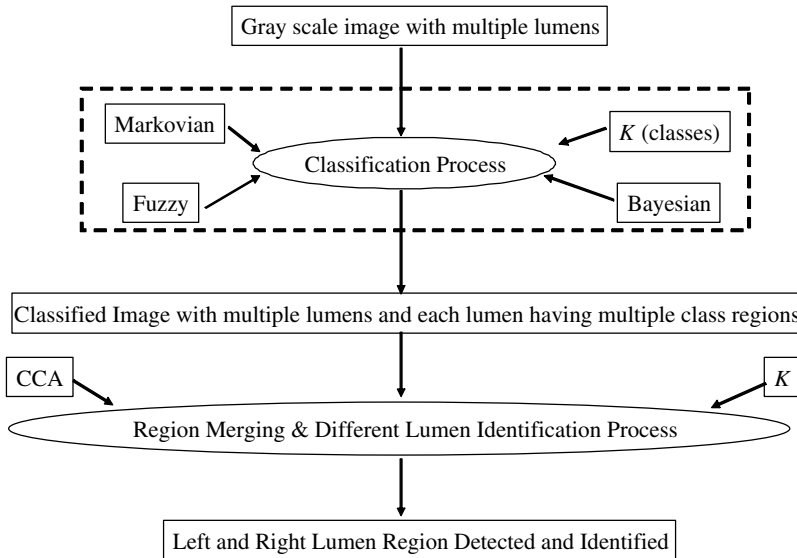 Gray scale image with multiple lumens
Markovian
K (classes)
Classification Process
Fuzzy
Bayesian
Classified Image with multiple lumens and each lumen having multiple class regions
CCA
K
Region Merging & Different Lumen Identification Process
Left and Right Lumen Region Detected and Identified